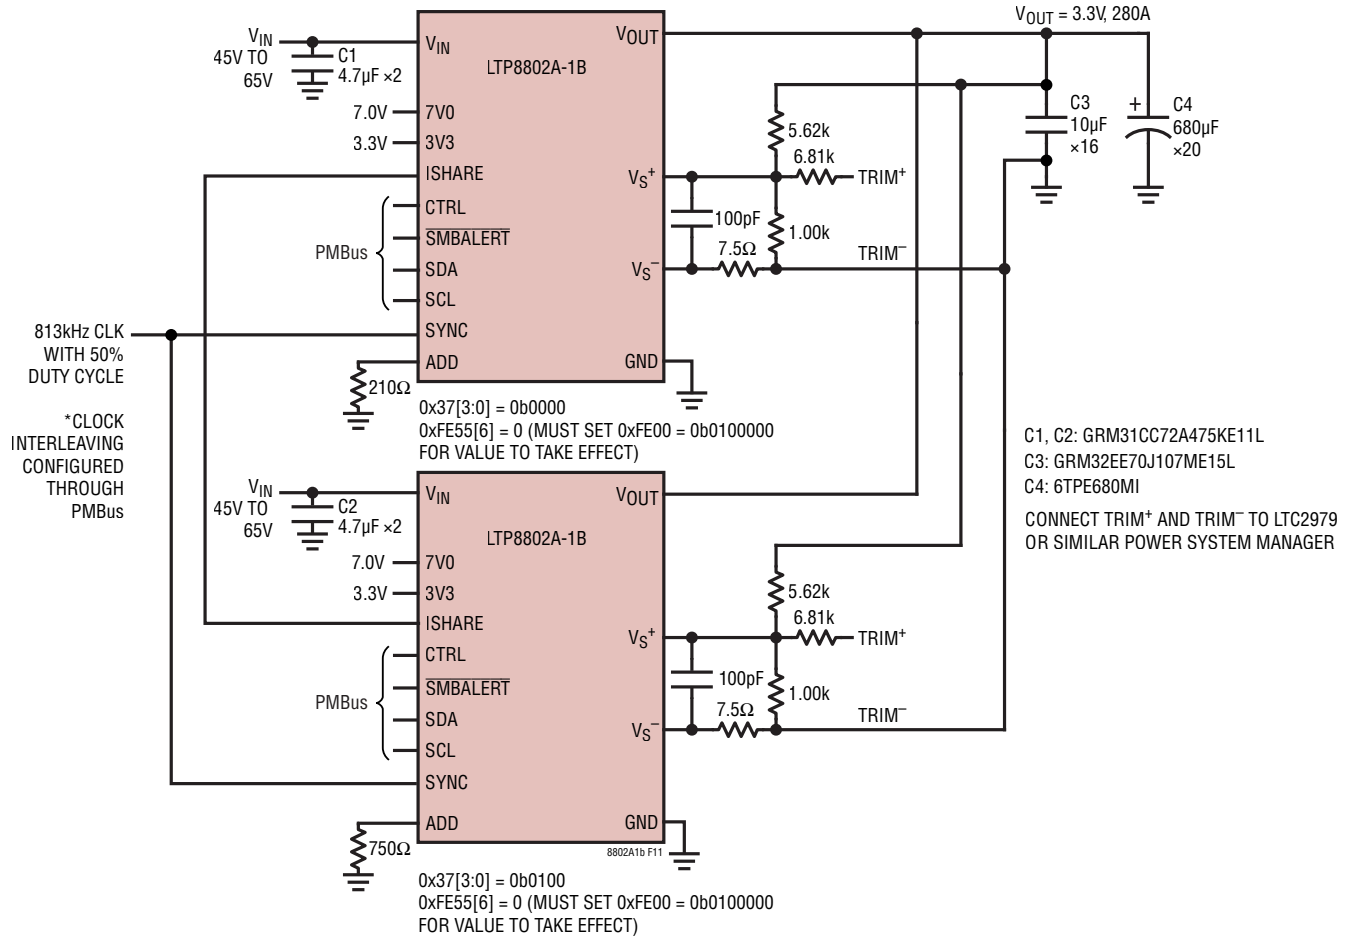 VOUT = 3.3V, 280A
VIN
45V TO
65V
C1
4.7µF ×2
VIN
VOUT
LTP8802A-1B
7.0V
7V0
3.3V
3V3
ISHARE
CTRL
SMBALERT
SDA
SCL
PMBus
SYNC
ADD
VS+
VS–
GND
5.62k
6.81k
TRIM+
100pF
1.00k
7.5Ω
TRIM–
C3
10µF
×16
+
C4
680µF
×20
813kHz CLK
WITH 50%
DUTY CYCLE
210Ω
*CLOCK
INTERLEAVING
CONFIGURED
THROUGH
PMBus
0x37[3:0] = 0b0000
0xFE55[6] = 0 (MUST SET 0xFE00 = 0b0100000
FOR VALUE TO TAKE EFFECT)
C1, C2: GRM31CC72A475KE11L
C3: GRM32EE70J107ME15L
C4: 6TPE680MI
CONNECT TRIM+ AND TRIM– TO LTC2979
OR SIMILAR POWER SYSTEM MANAGER
VIN
45V TO
65V
C2
4.7µF ×2
VIN
VOUT
LTP8802A-1B
7.0V
7V0
3.3V
3V3
ISHARE
CTRL
SMBALERT
SDA
SCL
PMBus
SYNC
ADD
VS+
VS–
GND
5.62k
6.81k
TRIM+
100pF
1.00k
7.5Ω
TRIM–
750Ω
8802A1b F11
0x37[3:0] = 0b0100
0xFE55[6] = 0 (MUST SET 0xFE00 = 0b0100000
FOR VALUE TO TAKE EFFECT)